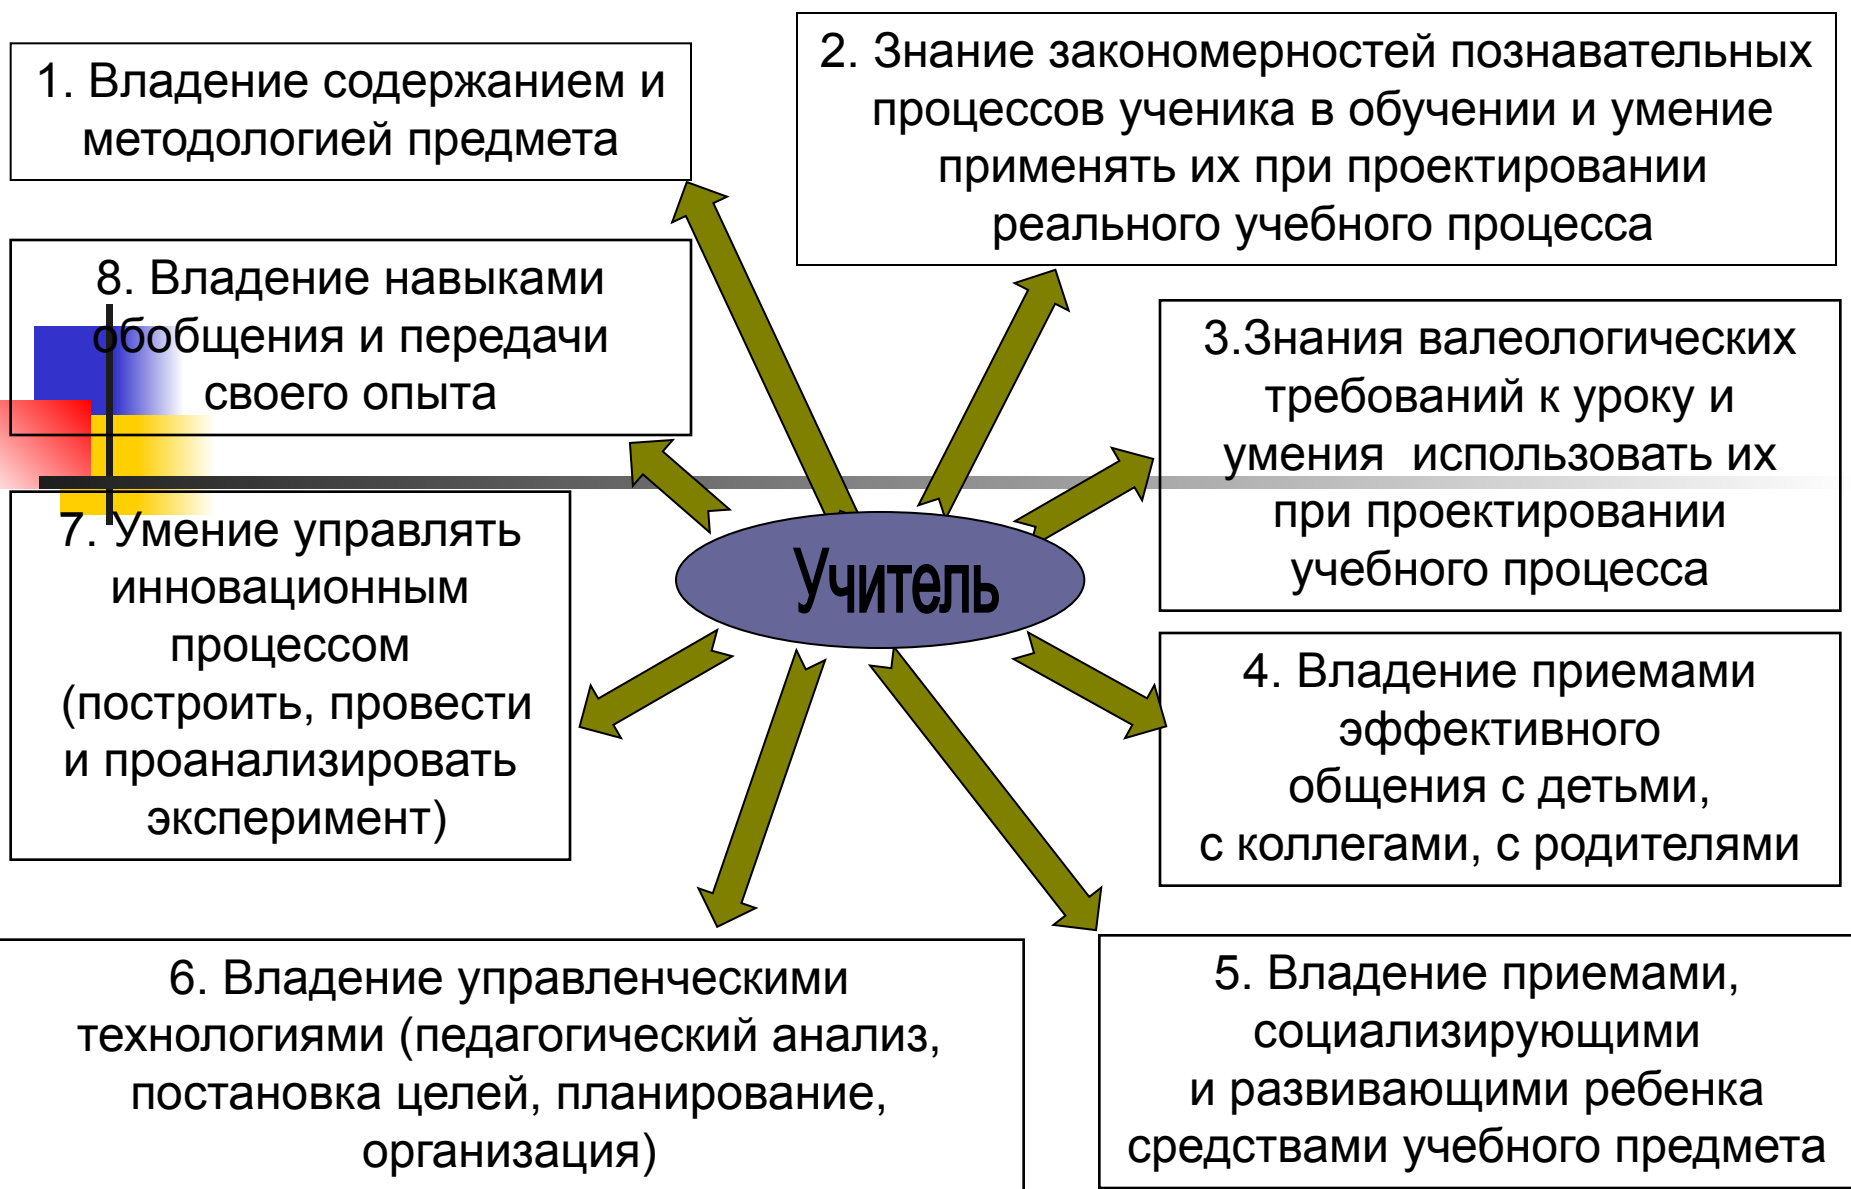 1. Владение содержанием и
методологией предмета
2. Знание закономерностей познавательных
процессов ученика в обучении и умение
применять их при проектировании
реального учебного процесса
8. Владение навыками
обобщения и передачи
своего опыта
3.Знания валеологических
требований к уроку и
умения  использовать их
при проектировании
учебного процесса
Учитель
7. Умение управлять
инновационным
процессом
(построить, провести
и проанализировать
эксперимент)
4. Владение приемами
эффективного
общения с детьми,
с коллегами, с родителями
6. Владение управленческими
технологиями (педагогический анализ,
постановка целей, планирование,
организация)
5. Владение приемами,
социализирующими
и развивающими ребенка
средствами учебного предмета